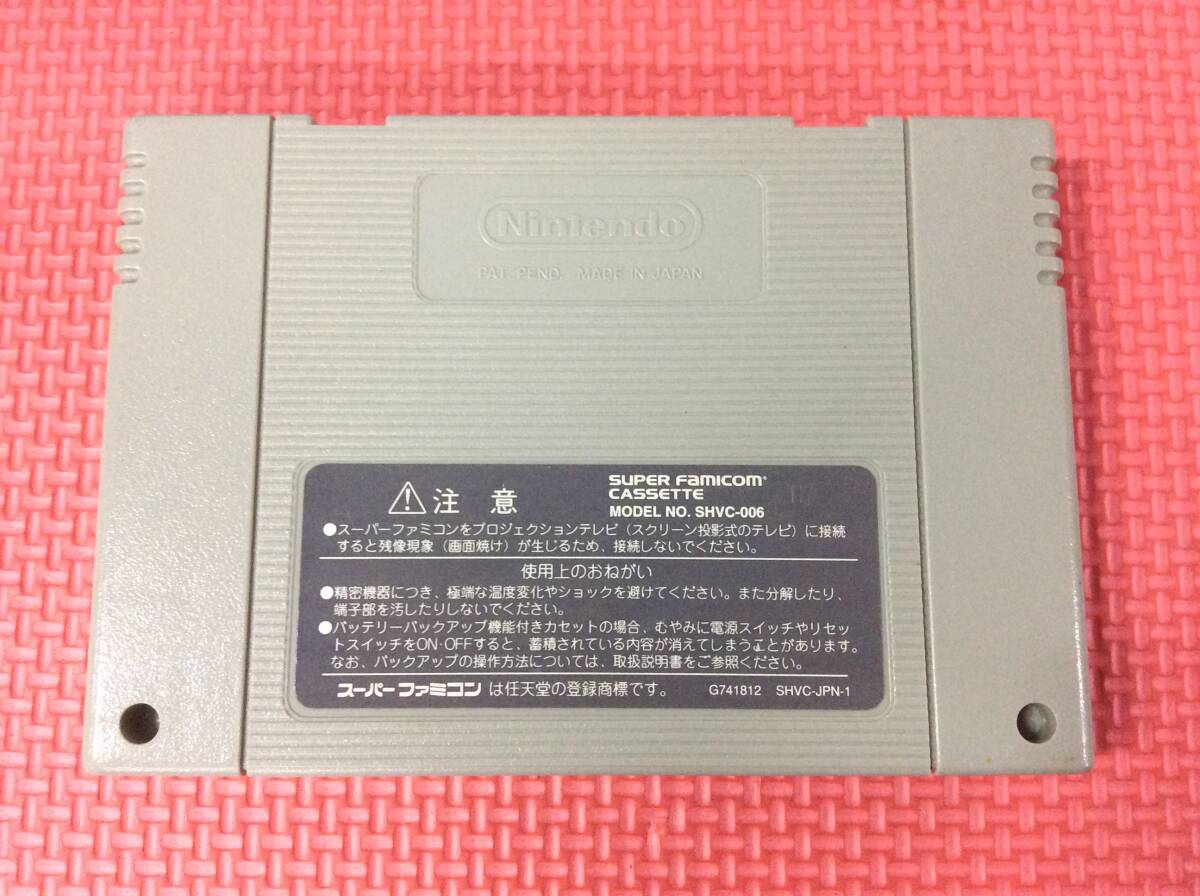 Nintendo
PAT. PEND. MADE IN JAPAN
注 意
SUPER Famicom
CASSETTE
MODEL NO. SHVC-006
●スーパーファミコンをプロジェクションテレビ（スクリーン投影式のテレビ）に接続
すると残像現象（画面焼け）が生じるため、接続しないでください。
使用上のおねがい
●精密機器につき、極端な温度変化やショックを避けてください。また分解したり、
端子部を汚したりしないでください。
●バッテリーバックアップ機能付きカセットの場合、むやみに電源スイッチやリセッ
トスイッチをON・OFFすると、蓄積されている内容が消えてしまうことがあります。
なお、バックアップの操作方法については、取扱説明書をご参照ください。
スーパーファミコン は任天堂の登録商標です。 G741812 SHVC-JPN-1